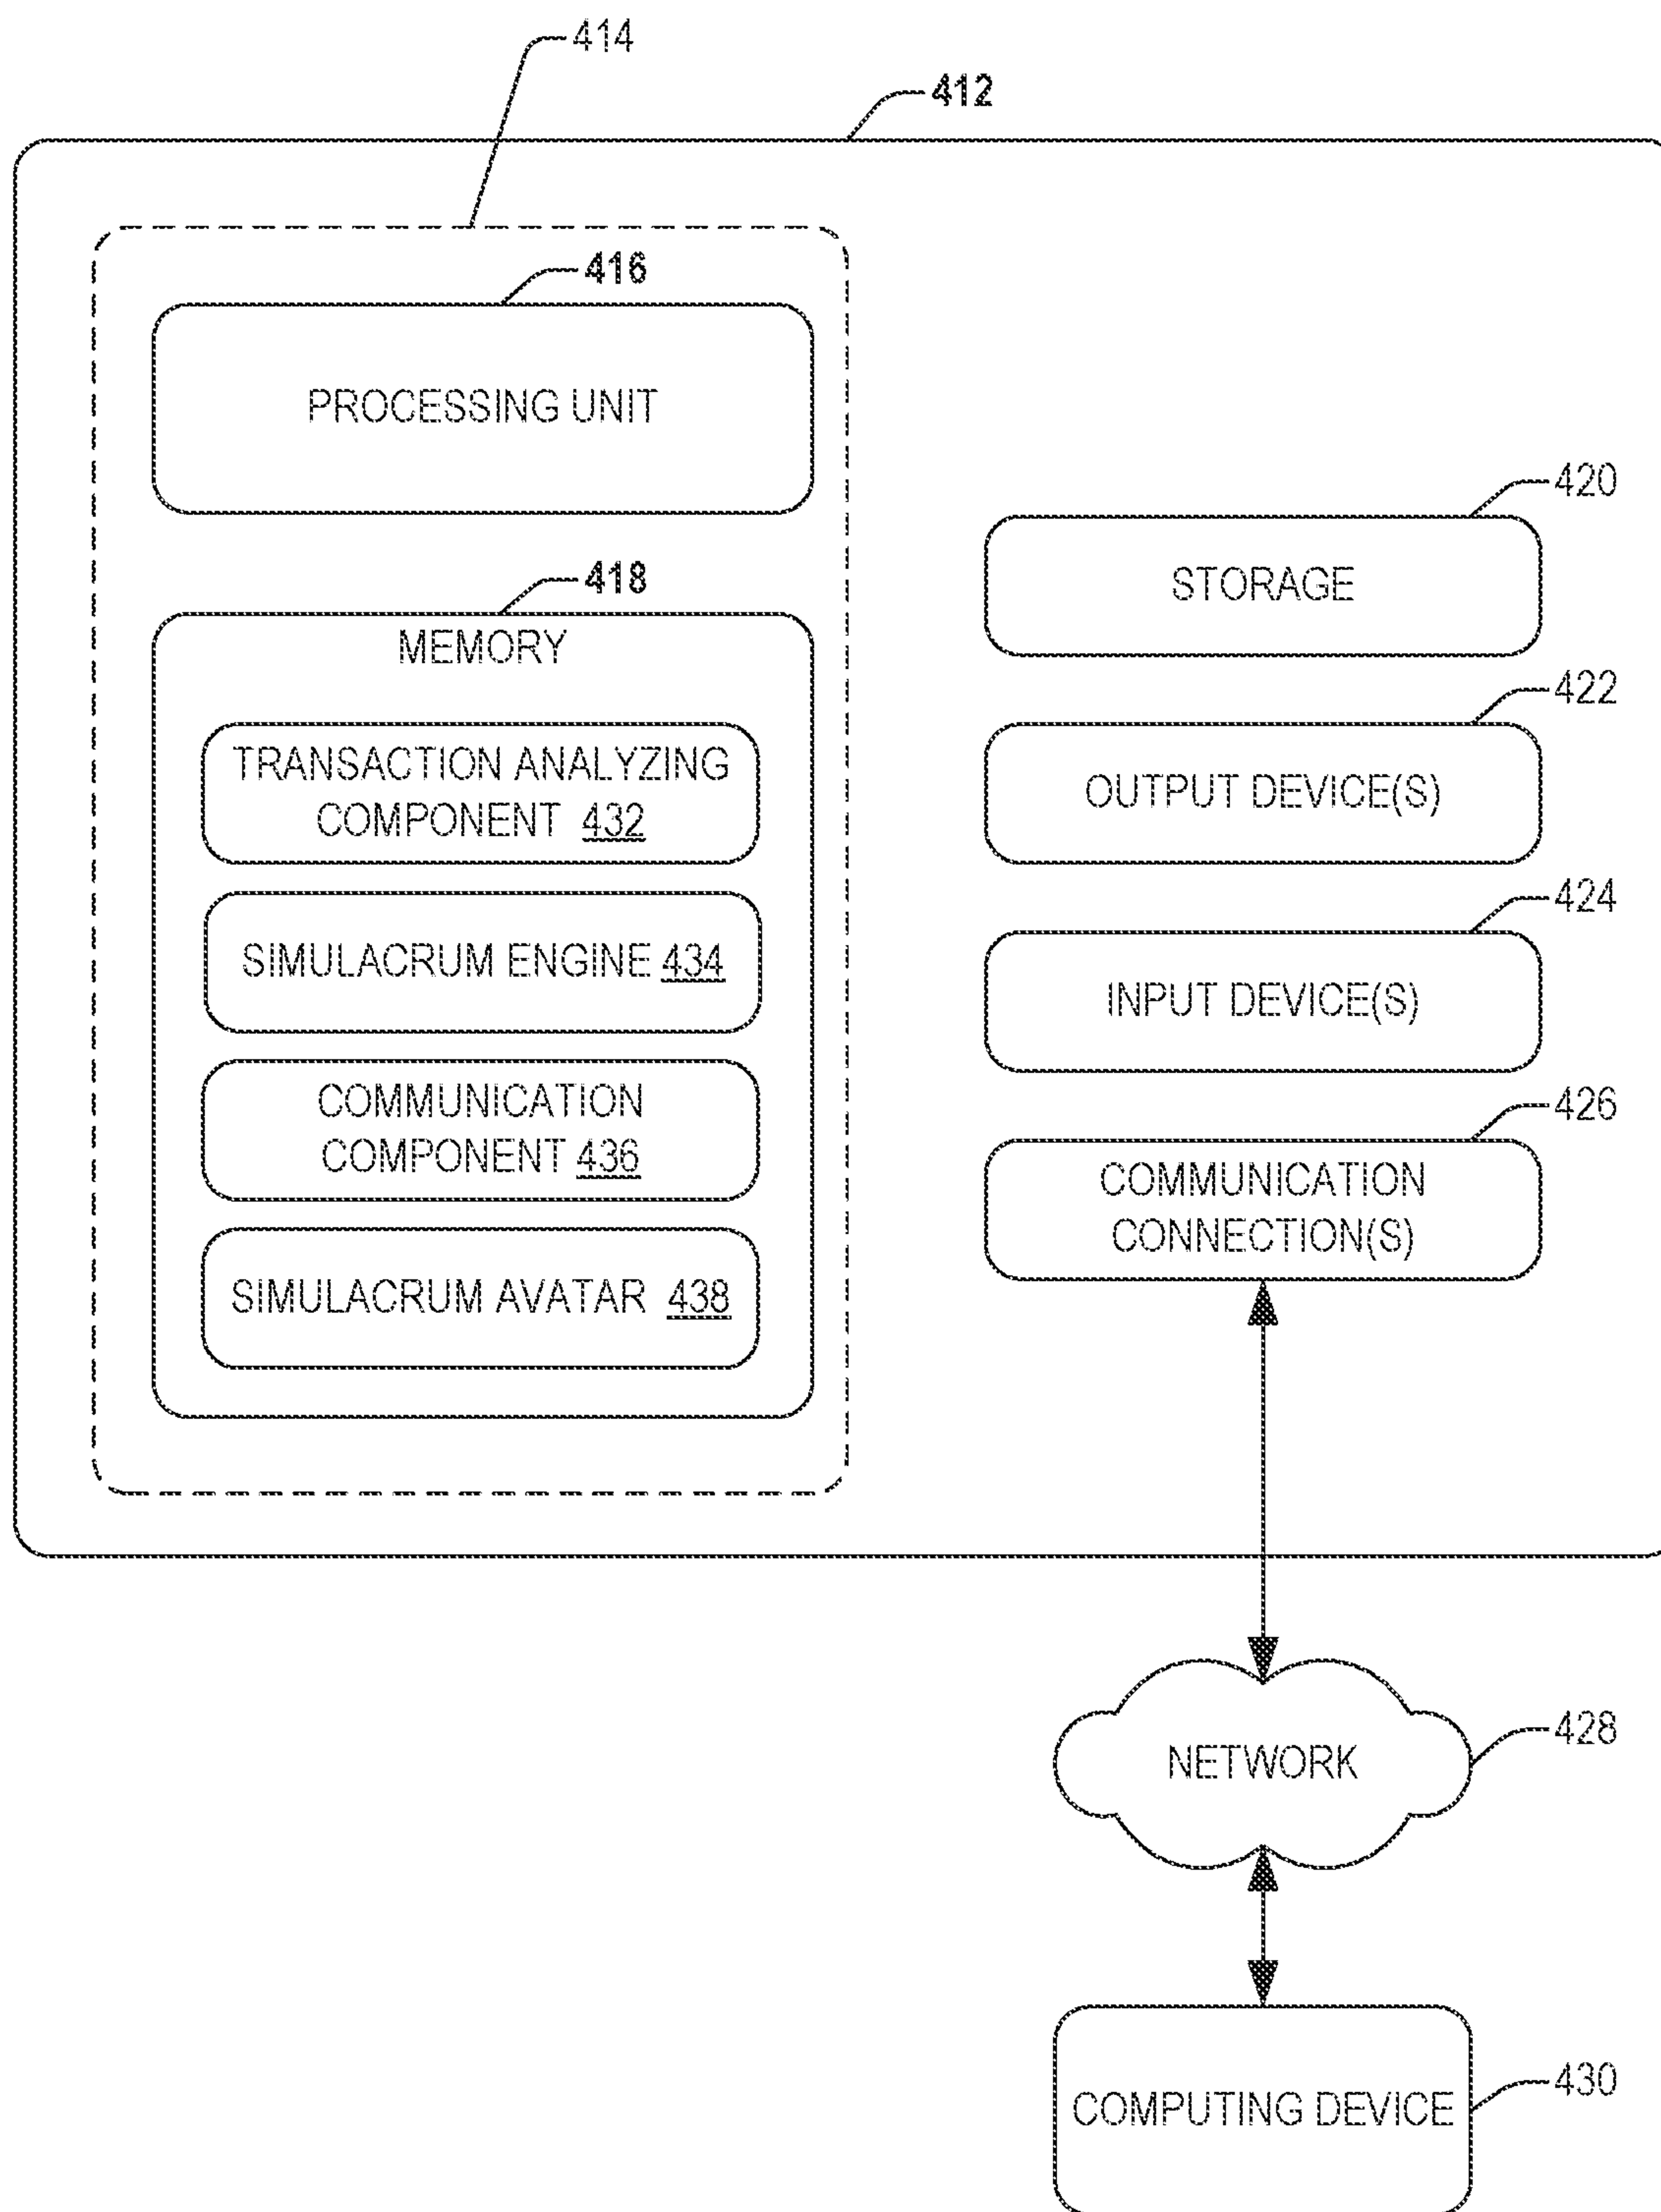 414
412
416
PROCESSING UNIT
418
MEMORY
TRANSACTION ANALYZING
COMPONENT 432
SIMULACRUM ENGINE 434
COMMUNICATION
COMPONENT 436
SIMULACRUM AVATAR 438
420
STORAGE
422
OUTPUT DEVICE(S)
424
INPUT DEVICE(S)
426
COMMUNICATION
CONNECTION(S)
NETWORK
428
COMPUTING DEVICE
430